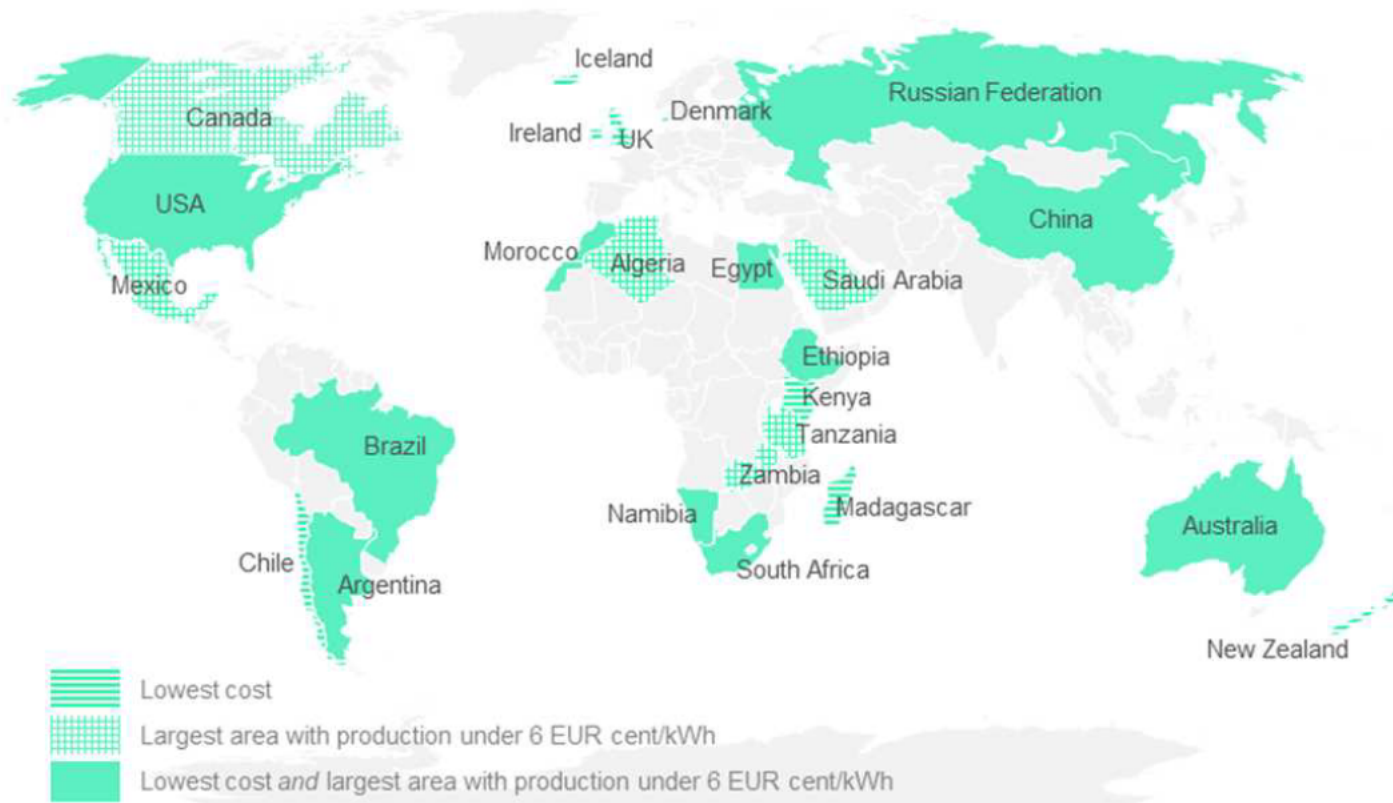 Iceland
Russian Federation
Canada
Denmark
Ireland
UK
USA
China
Morocco
Algeria
Egypt
Saudi Arabia
Mexico
Ethiopia
Kenya
Tanzania
Brazil
Zambia
Madagascar
Namibia
Australia
Chile
South Africa
Argentina
New Zealand
Lowest cost
Largest area with production under 6 EUR cent/kWh
Lowest cost and largest area with production under 6 EUR cent/kWh